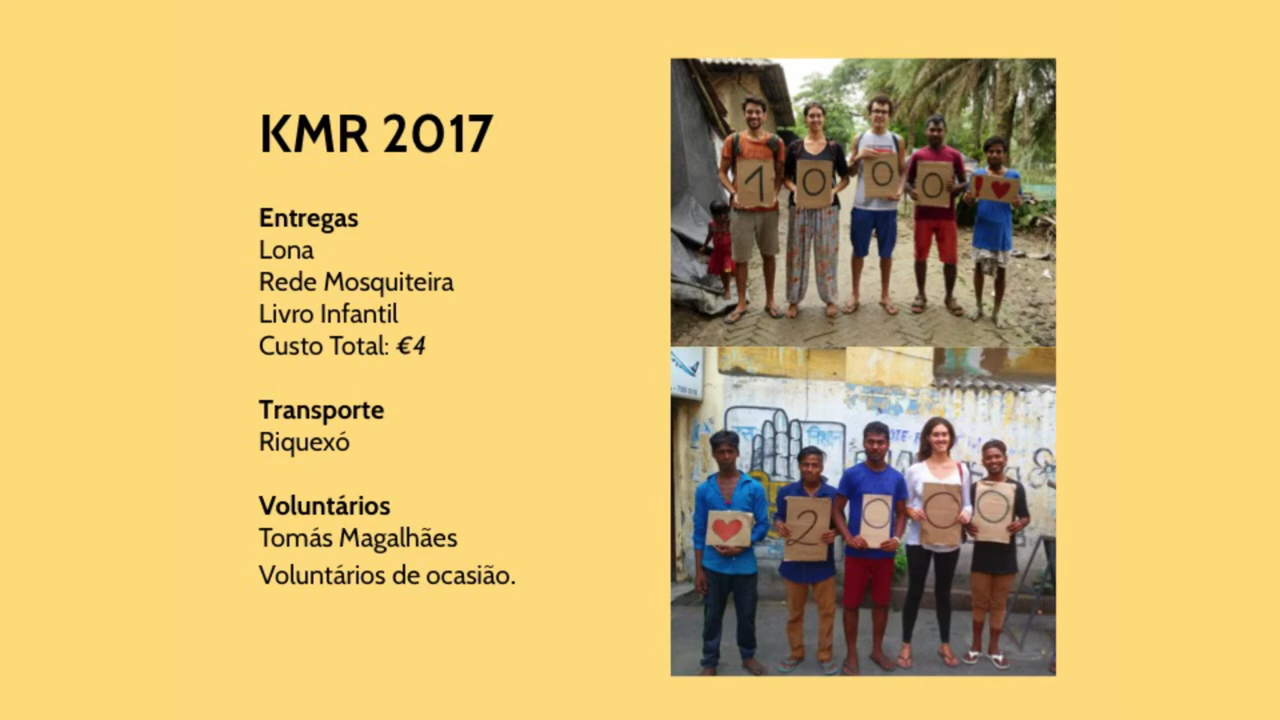 KMR 2017
Entregas
Lona
Rede Mosquiteira
Livro Infantil
Custo Total: €4
Transporte
Riquexó
Voluntários
Tomás Magalhães
Voluntários de ocasião.
1 0 0 0 ! ♥
♥ 2 0 0 0